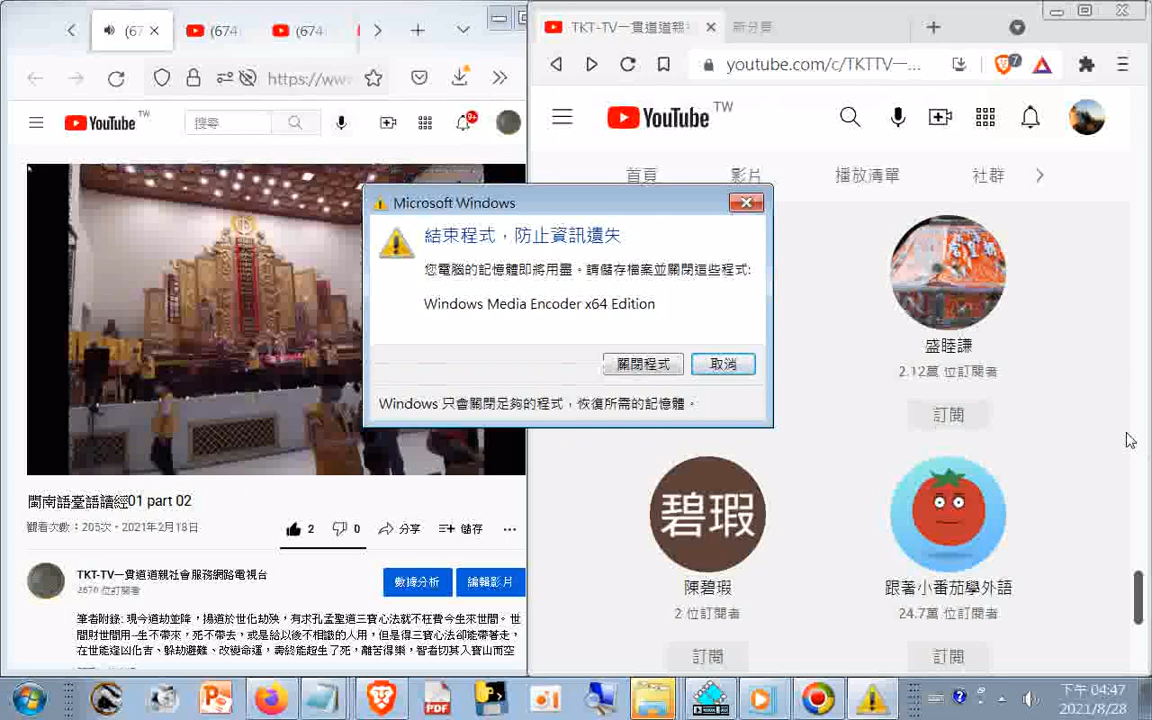 (67
(674
(674
https://www
YouTube TW
搜尋
9+
閩南語臺語讀經01 part 02
觀看次數：205次・2021年2月18日
2
0
分享
儲存
TKT-TV一貫道道親社會服務網路電視台
2670 位訂閱者
數據分析
編輯影片
筆者附錄: 現今道劫並降，揚道於世化劫殃，有求孔孟聖道三寶心法就不枉費今生來世間。世
間財世間用一生不帶來，死不帶去，或是給以後不相識的人用，但是得三寶心法卻能帶著走，
在世能逢凶化吉、躲劫避難、改變命運，壽終能超生了死，離苦得樂，智者切莫入寶山而空
TKT-TV一貫道道親
新分頁
youtube.com/c/TKTTV一...
7
YouTube TW
首頁
影片
播放清單
社群
盛睦謙
2.12萬 位訂閱者
訂閱
碧瑕
陳碧瑕
2 位訂閱者
訂閱
跟著小番茄學外語
24.7萬 位訂閱者
訂閱
Microsoft Windows
結束程式，防止資訊遺失
您電腦的記憶體即將用盡。請儲存檔案並關閉這些程式:
Windows Media Encoder x64 Edition
關閉程式
取消
Windows 只會關閉足夠的程式，恢復所需的記憶體。
PDF
下午 04:47
2021/8/28